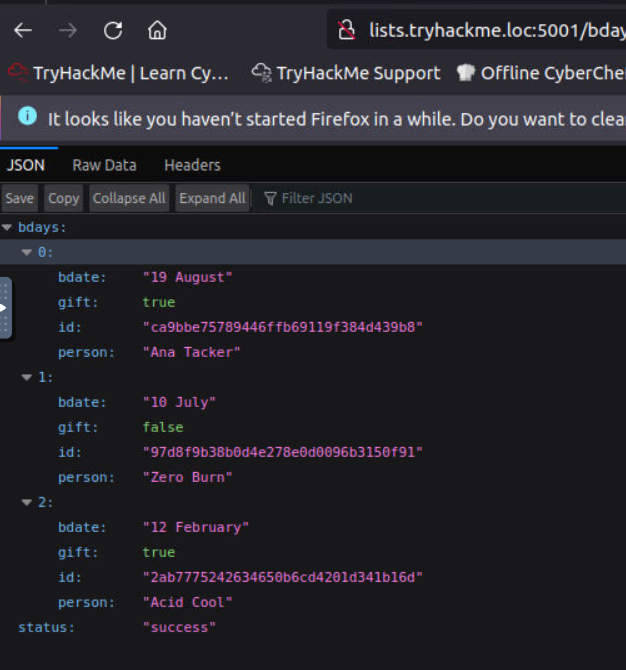 lists.tryhackme.loc:5001/bday
TryHackMe | Learn Cy... TryHackMe Support Offline CyberChe
It looks like you haven't started Firefox in a while. Do you want to clea
JSON Raw Data Headers
Save Copy Collapse All Expand All Filter JSON
bdays:
0:
bdate: "19 August"
gift: true
id: "ca9bbe75789446ffb69119f384d439b8"
person: "Ana Tacker"
1:
bdate: "10 July"
gift: false
id: "97d8f9b38b0d4e278e0d0096b3150f91"
person: "Zero Burn"
2:
bdate: "12 February"
gift: true
id: "2ab7775242634650b6cd4201d341b16d"
person: "Acid Cool"
status: "success"